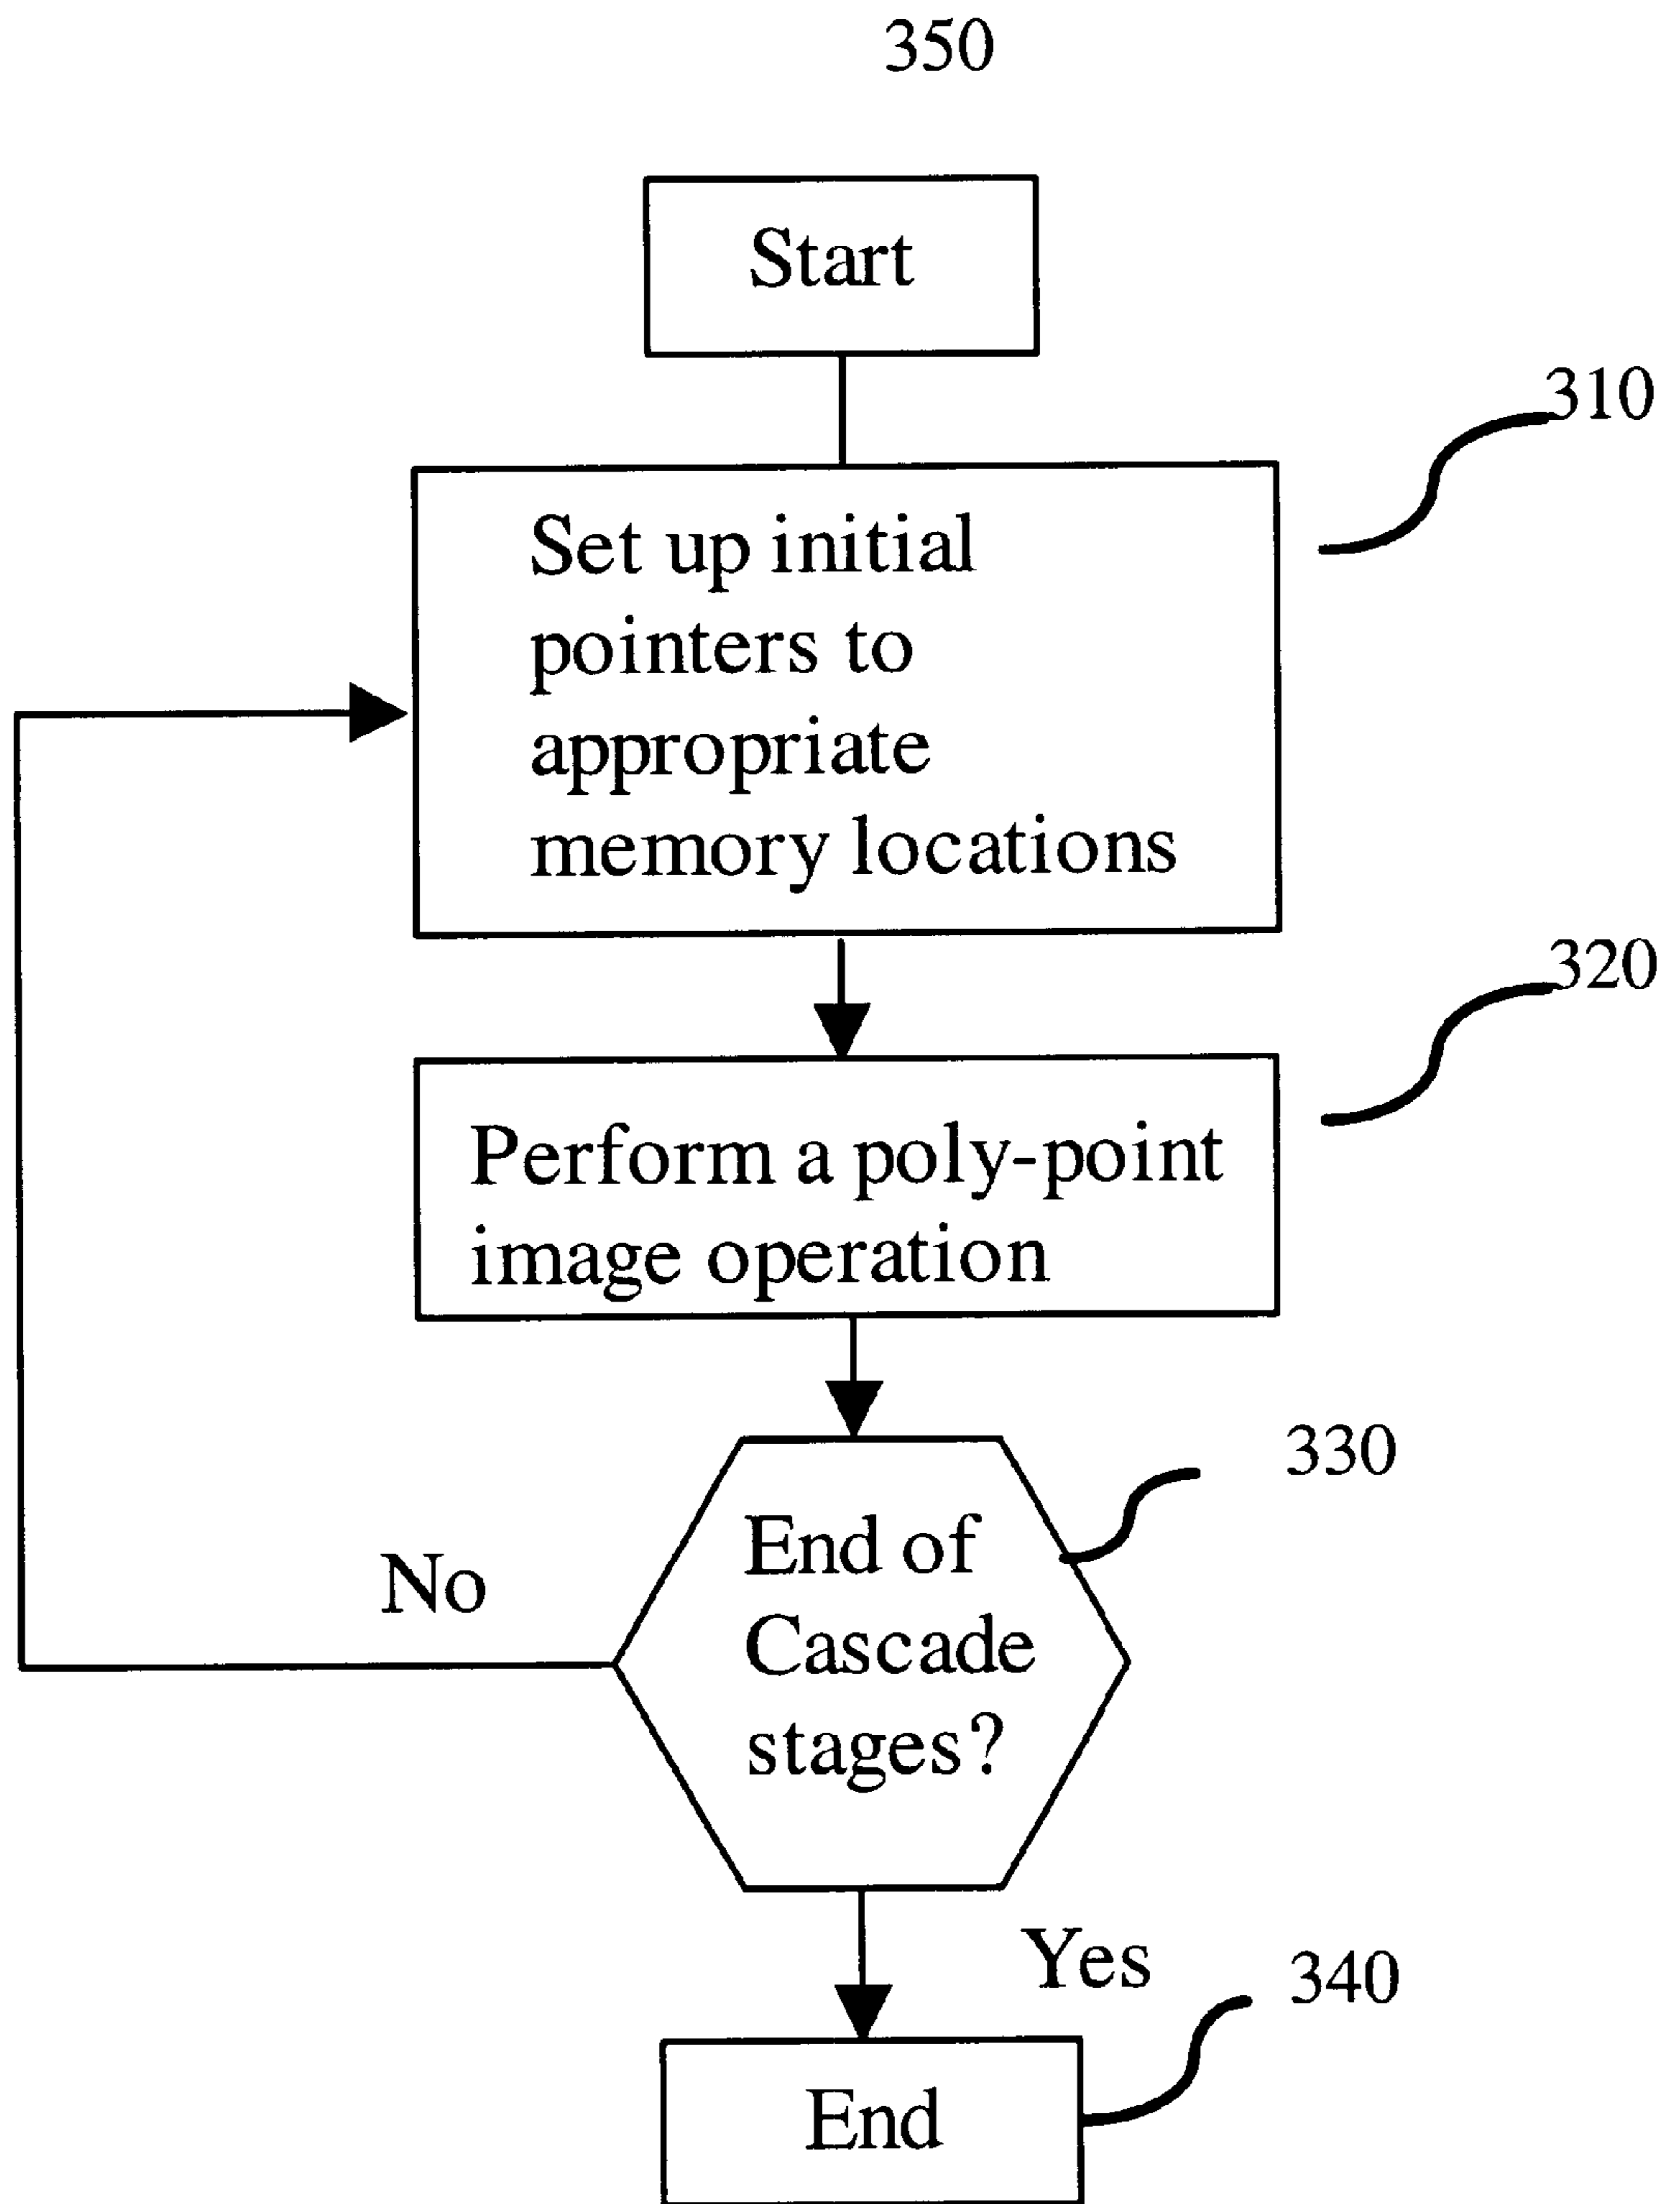 350
Start
310
Set up initial
pointers to
appropriate
memory locations
320
Perform a poly-point
image operation
330
End of
Cascade
stages?
No
Yes
340
End